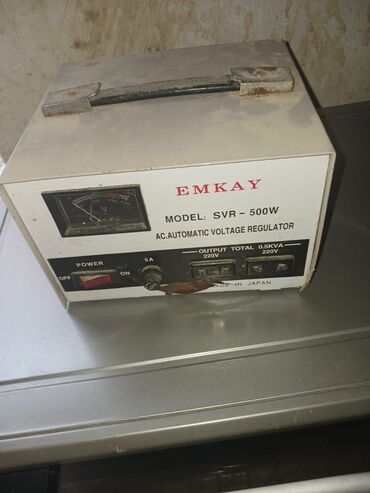 EMKAY
MODEL: SVR - 500W
AC.AUTOMATIC VOLTAGE REGULATOR
V
POWER
OFF
ON
5A
OUTPUT TOTAL 0.5KVA
220V
220V
IN JAPAN